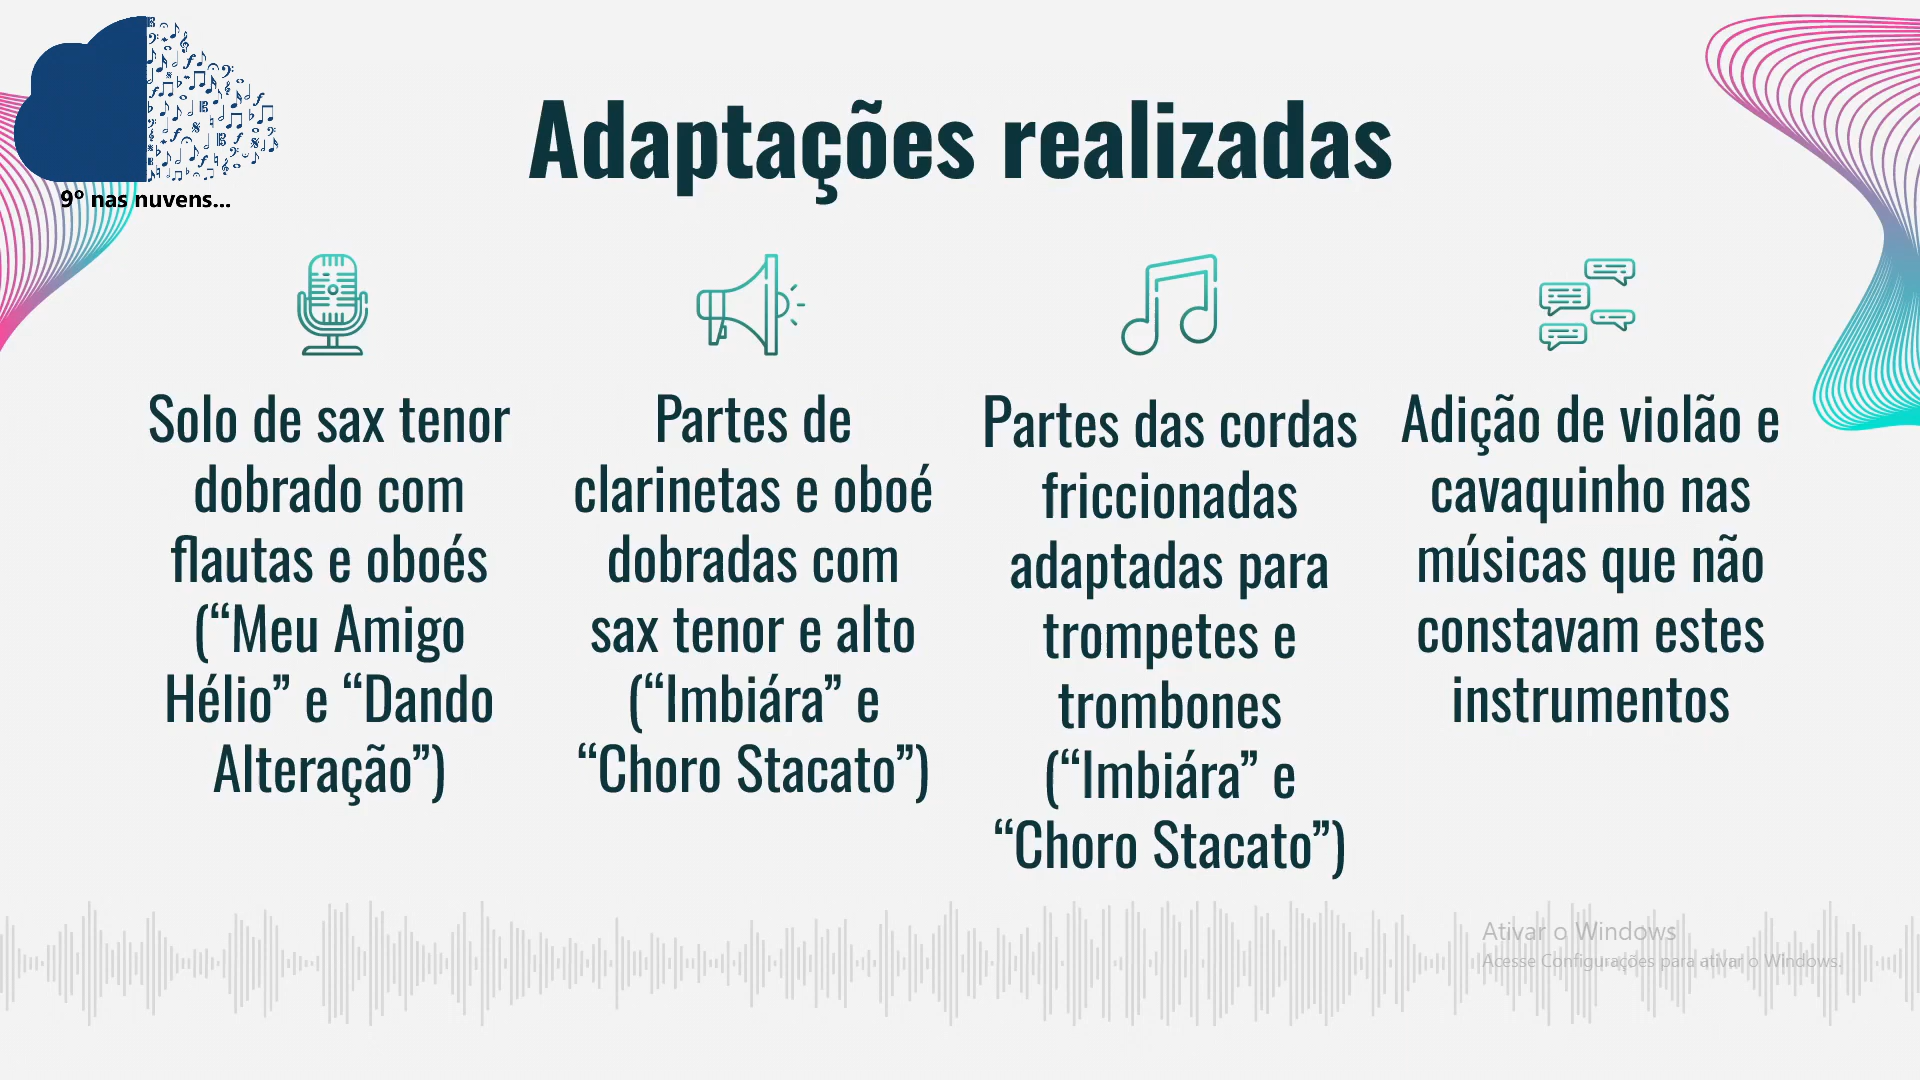 9º nas nuvens...
Adaptações realizadas
Solo de sax tenor
dobrado com
flautas e oboés
(“Meu Amigo
Hélio” e “Dando
Alteração”)
Partes de
clarinetas e oboé
dobradas com
sax tenor e alto
(“Imbiára” e
“Choro Stacato”)
Partes das cordas
friccionadas
adaptadas para
trompetes e
trombones
(“Imbiára” e
“Choro Stacato”)
Adição de violão e
cavaquinho nas
músicas que não
constavam estes
instrumentos
Ativar o Windows
Acesse Configurações para ativar o Windows.